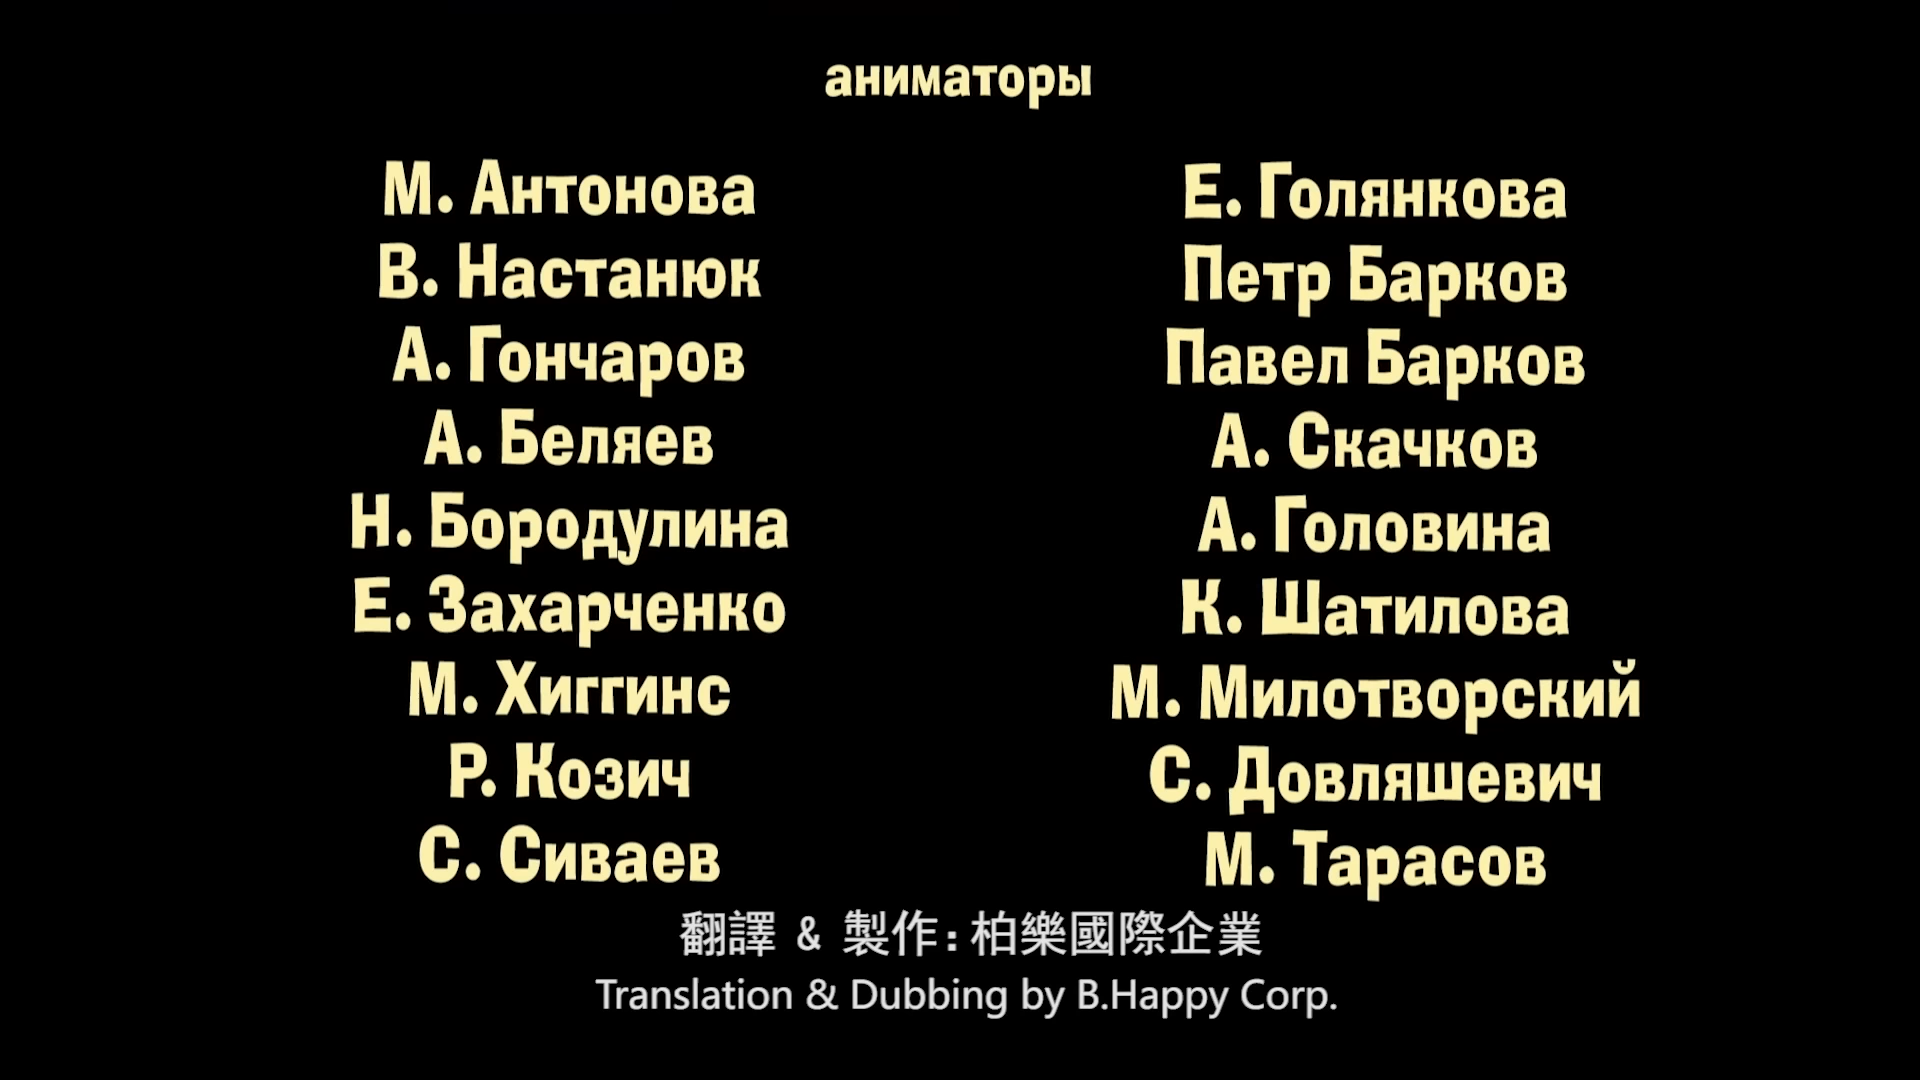 аниматоры
М. Антонова
В. Настанюк
А. Гончаров
А. Беляев
Н. Бородулина
Е. Захарченко
М. Хиггинс
Р. Козич
С. Сиваев
Е. Голянкова
Петр Барков
Павел Барков
А. Скачков
А. Головина
К. Шатилова
М. Милотворский
С. Довляшевич
М. Тарасов
翻譯 & 製作: 柏樂國際企業
Translation & Dubbing by B.Happy Corp.